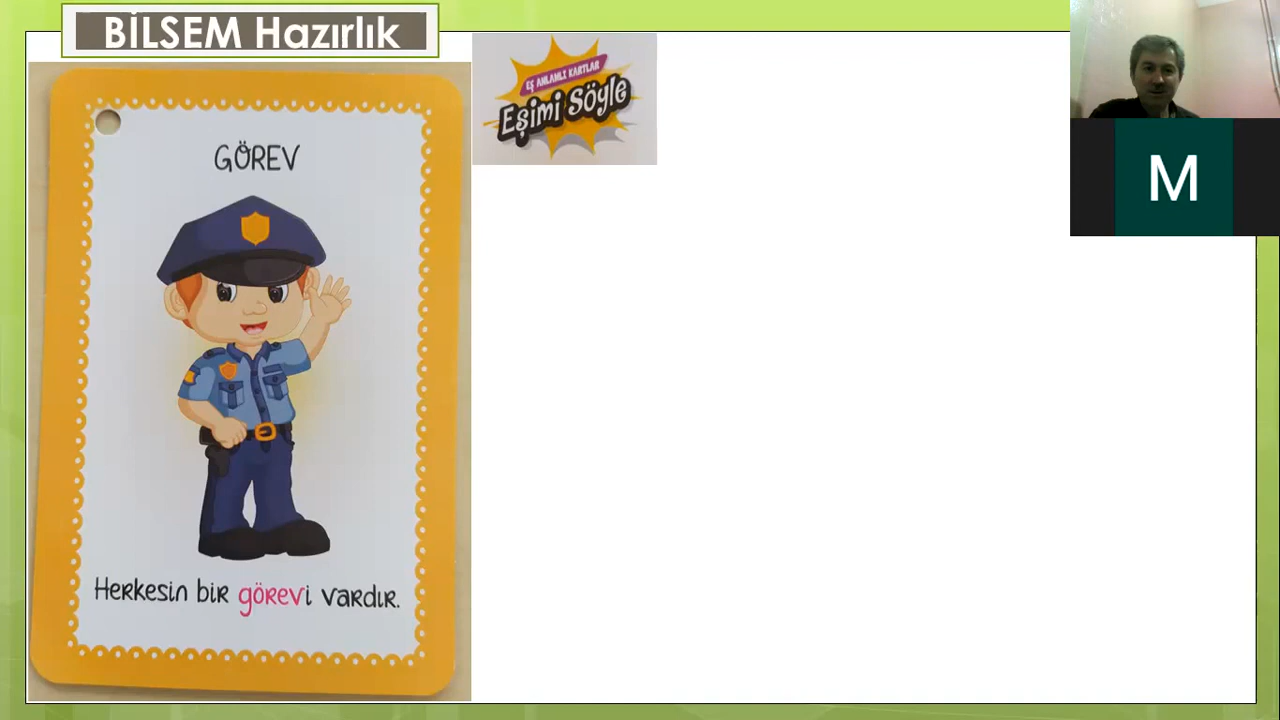 BİLSEM Hazırlık
EŞ ANLAMLI KARTLAR
Eşimi Söyle
GÖREV
Herkesin bir görevi vardır.
M